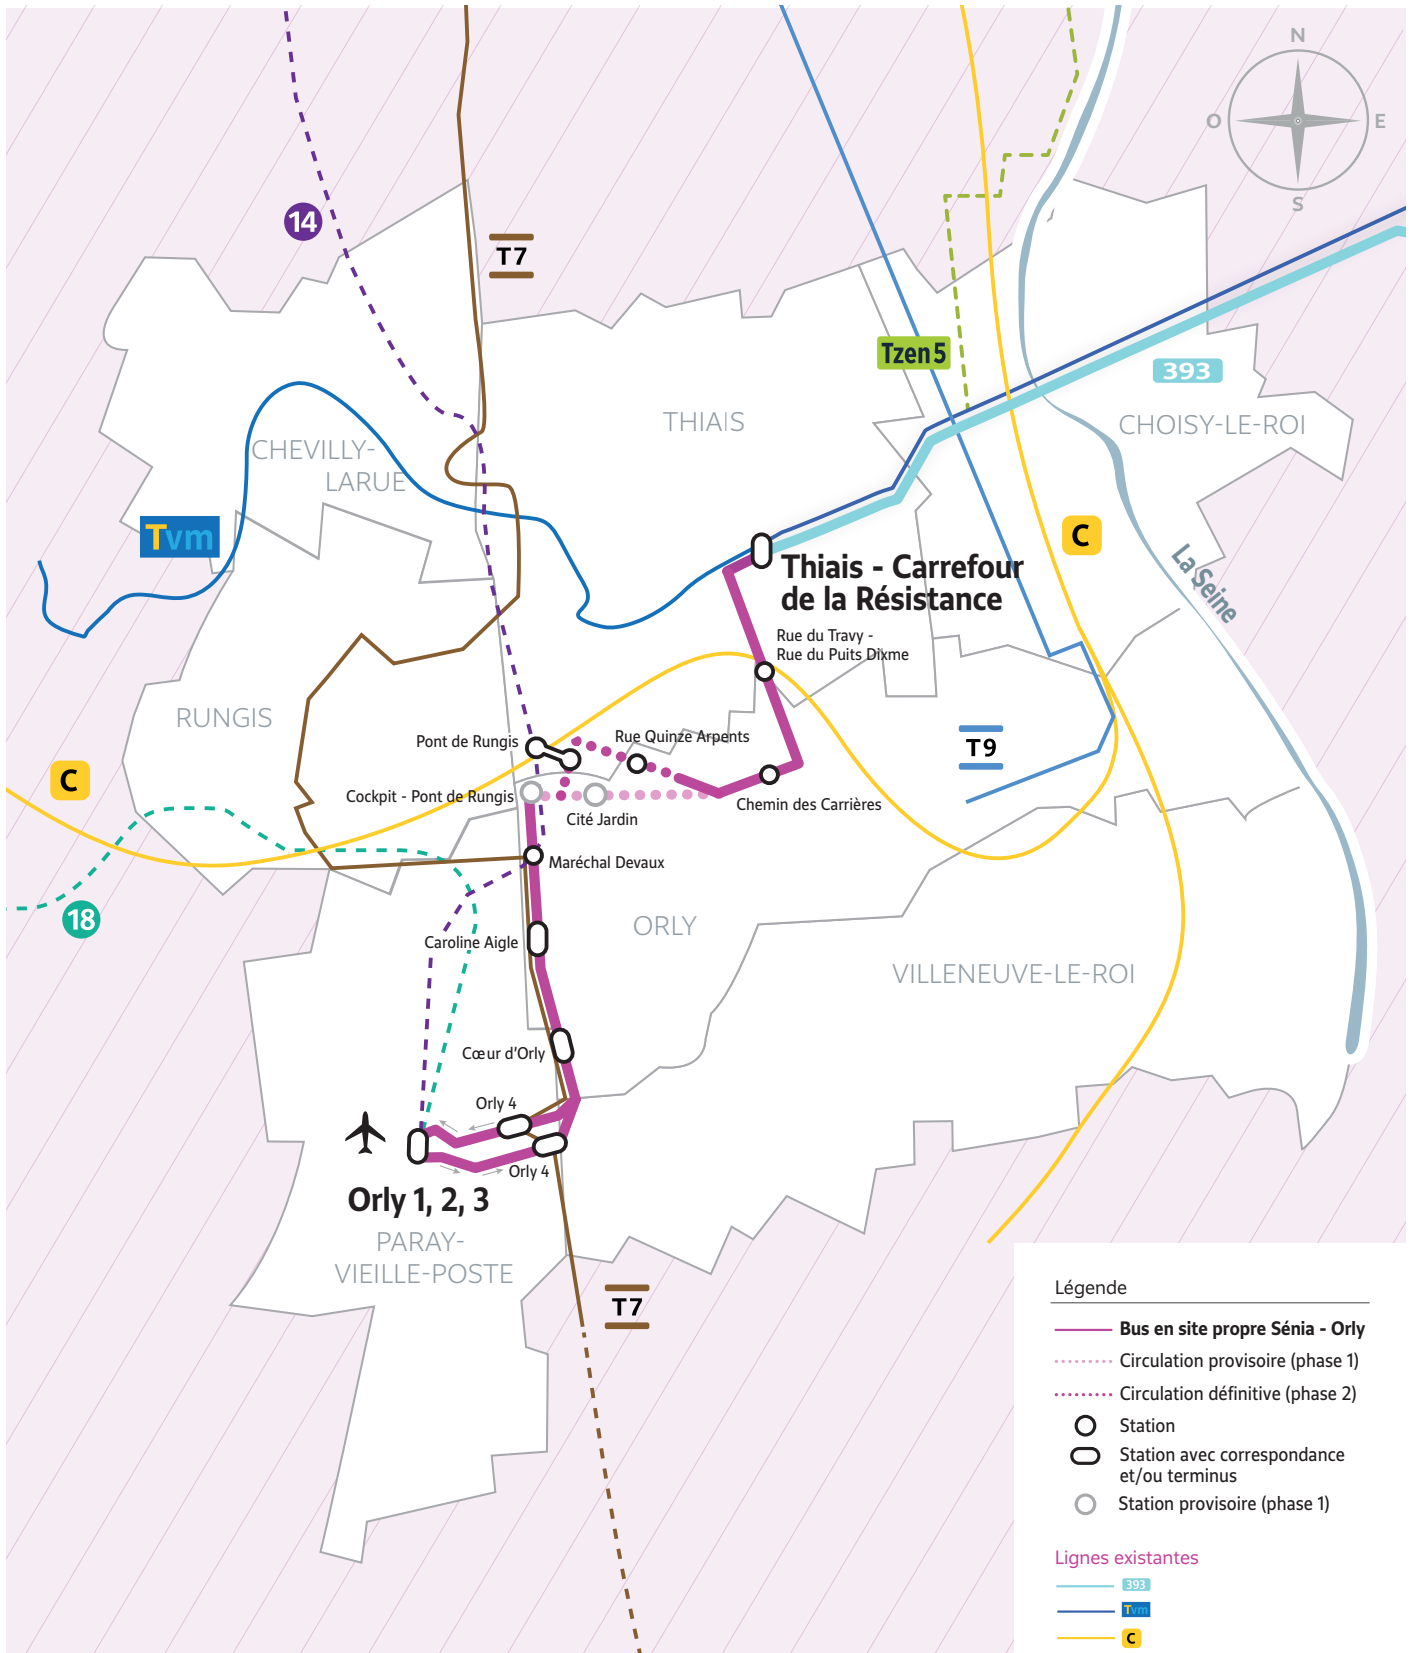 N
O
E
S
14
T7
Tzen 5
393
THIAIS
CHOISY-LE-ROI
CHEVILLY-
LARUE
Tvm
C
La Seine
Thiais - Carrefour
de la Résistance
Rue du Travy -
Rue du Puits Dixme
RUNGIS
Pont de Rungis
Rue Quinze Arpents
T9
C
Cockpit - Pont de Rungis
Cité Jardin
Chemin des Carrières
Maréchal Devaux
18
ORLY
Caroline Aigle
VILLENEUVE-LE-ROI
Cœur d'Orly
Orly 4
Orly 4
Orly 1, 2, 3
PARAY-
VIEILLE-POSTE
T7
Légende
Bus en site propre Sénia - Orly
Circulation provisoire (phase 1)
Circulation définitive (phase 2)
Station
Station avec correspondance
et/ou terminus
Station provisoire (phase 1)
Lignes existantes
393
Tvm
C